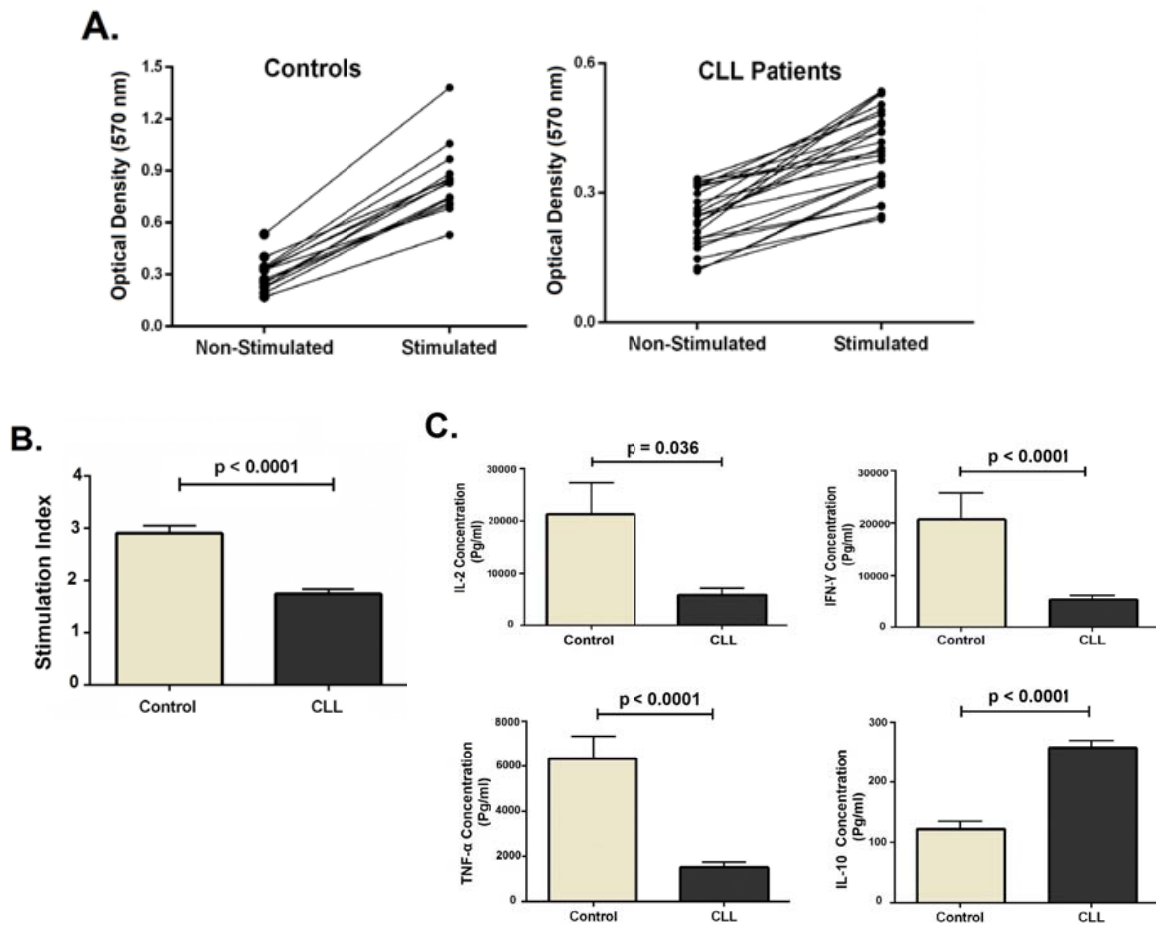 A.
Controls
Optical Density (570 nm)
1.5
1.2
0.9
0.6
0.3
0.0
Non-Stimulated
Stimulated
CLL Patients
Optical Density (570 nm)
0.6
0.3
0.0
Non-Stimulated
Stimulated
B.
p < 0.0001
Stimulation Index
4
3
2
1
0
Control
CLL
C.
p = 0.036
IL-2 Concentration
(Pg/ml)
30000
20000
10000
0
Control
CLL
p < 0.0001
IFN-Y Concentration
(Pg/ml)
30000
20000
10000
0
Control
CLL
p < 0.0001
TNF-α Concentration
(Pg/ml)
8000
6000
4000
2000
0
Control
CLL
p < 0.0001
IL-10 Concentration
(Pg/ml)
300
200
100
0
Control
CLL